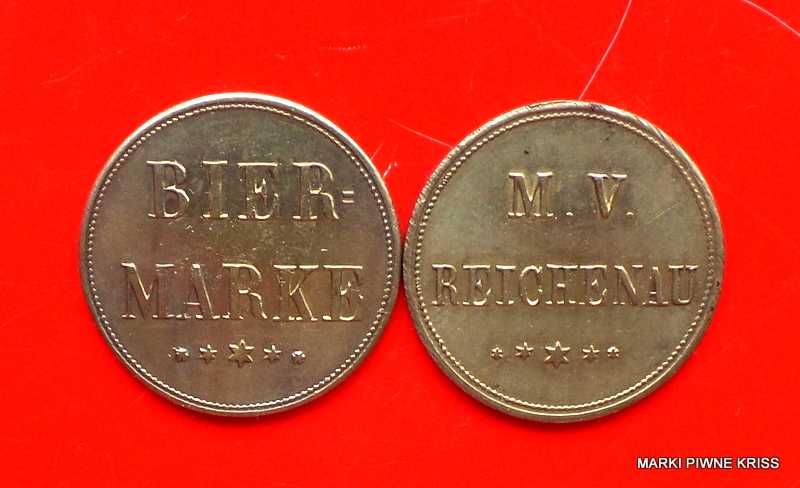 BIER=
MARKE
M. V.
REICHENAU
MARKI PIWNE KRISS